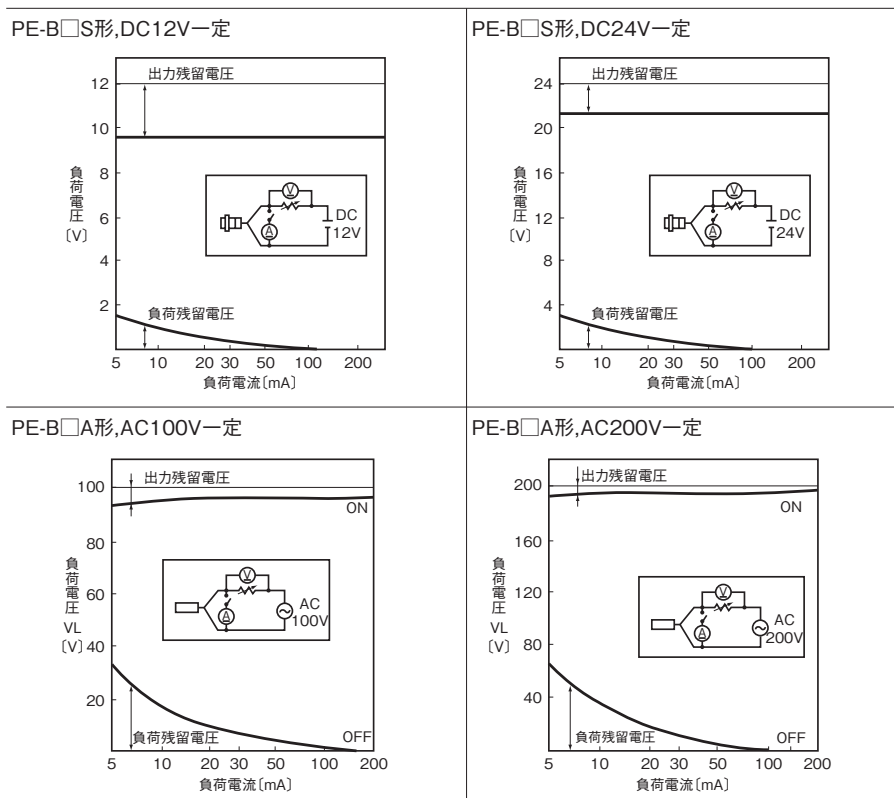 PE-B□S形,DC12V一定
12
10
8
6
4
2
負荷電圧
〔V〕
出力残留電圧
V
A
DC
12V
負荷残留電圧
5 10 20 30 50 100 200
負荷電流〔mA〕
PE-B□S形,DC24V一定
24
20
16
12
8
4
負荷電圧
〔V〕
出力残留電圧
V
A
DC
24V
負荷残留電圧
5 10 20 30 50 100 200
負荷電流〔mA〕
PE-B□A形,AC100V一定
100
80
60
40
20
負荷電圧
VL
〔V〕
出力残留電圧
ON
V
A
AC
100V
負荷残留電圧
OFF
5 10 20 30 50 100 200
負荷電流〔mA〕
PE-B□A形,AC200V一定
200
160
120
80
40
負荷電圧
VL
〔V〕
出力残留電圧
ON
V
A
AC
200V
負荷残留電圧
OFF
5 10 20 30 50 100 200
負荷電流〔mA〕